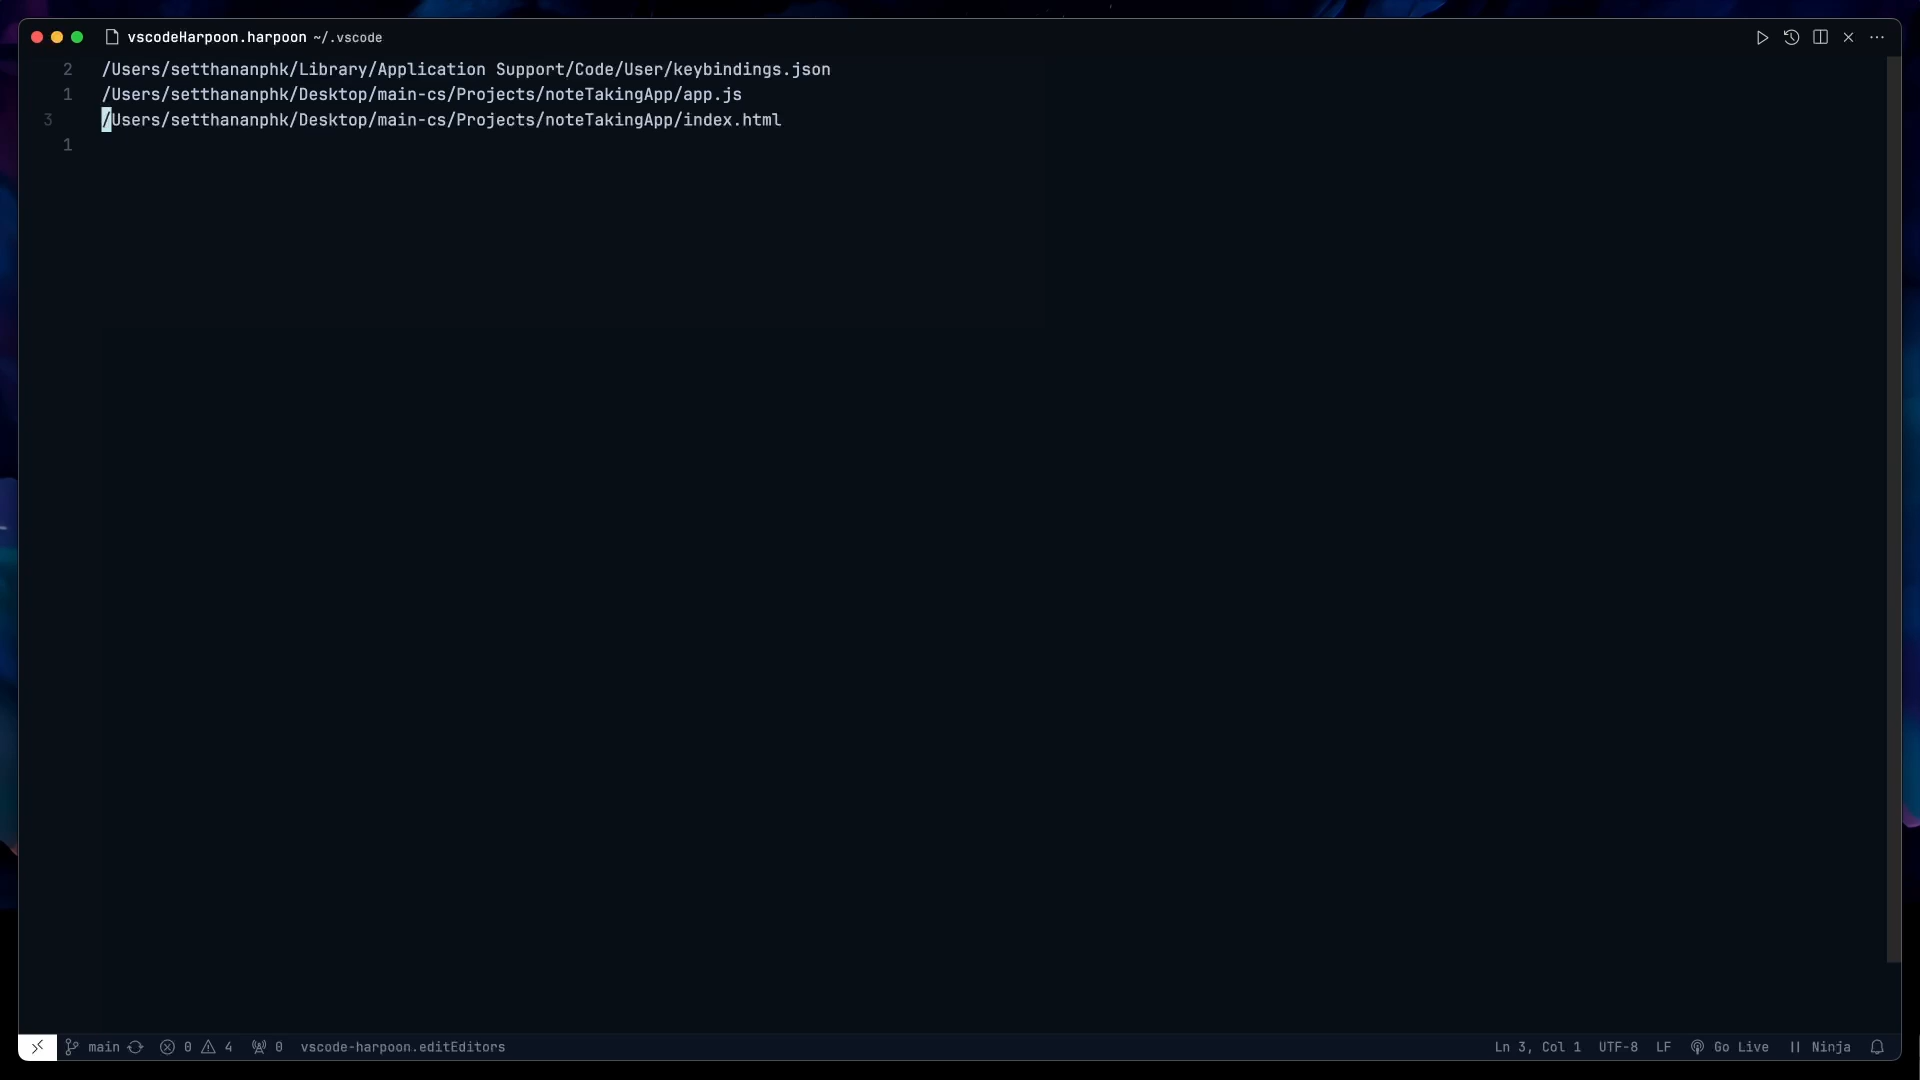 vscodeHarpoon.harpoon ~/.vscode
2 /Users/setthananphk/Library/Application Support/Code/User/keybindings.json
1 /Users/setthananphk/Desktop/main-cs/Projects/noteTakingApp/app.js
3 /Users/setthananphk/Desktop/main-cs/Projects/noteTakingApp/index.html
1
main 0 4 0 vscode-harpoon.editEditors Ln 3, Col 1 UTF-8 LF Go Live Ninja